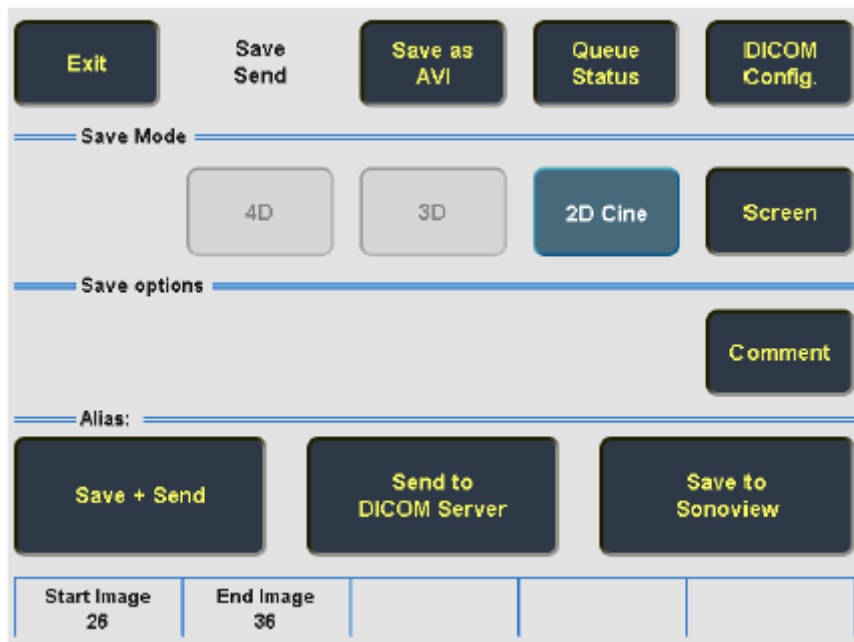 Exit
Save
Send
Save as
AVI
Queue
Status
DICOM
Config.
Save Mode
4D
3D
2D Cine
Screen
Save options
Comment
Alias:
Save + Send
Send to
DICOM Server
Save to
Sonoview
Start Image
26
End Image
36